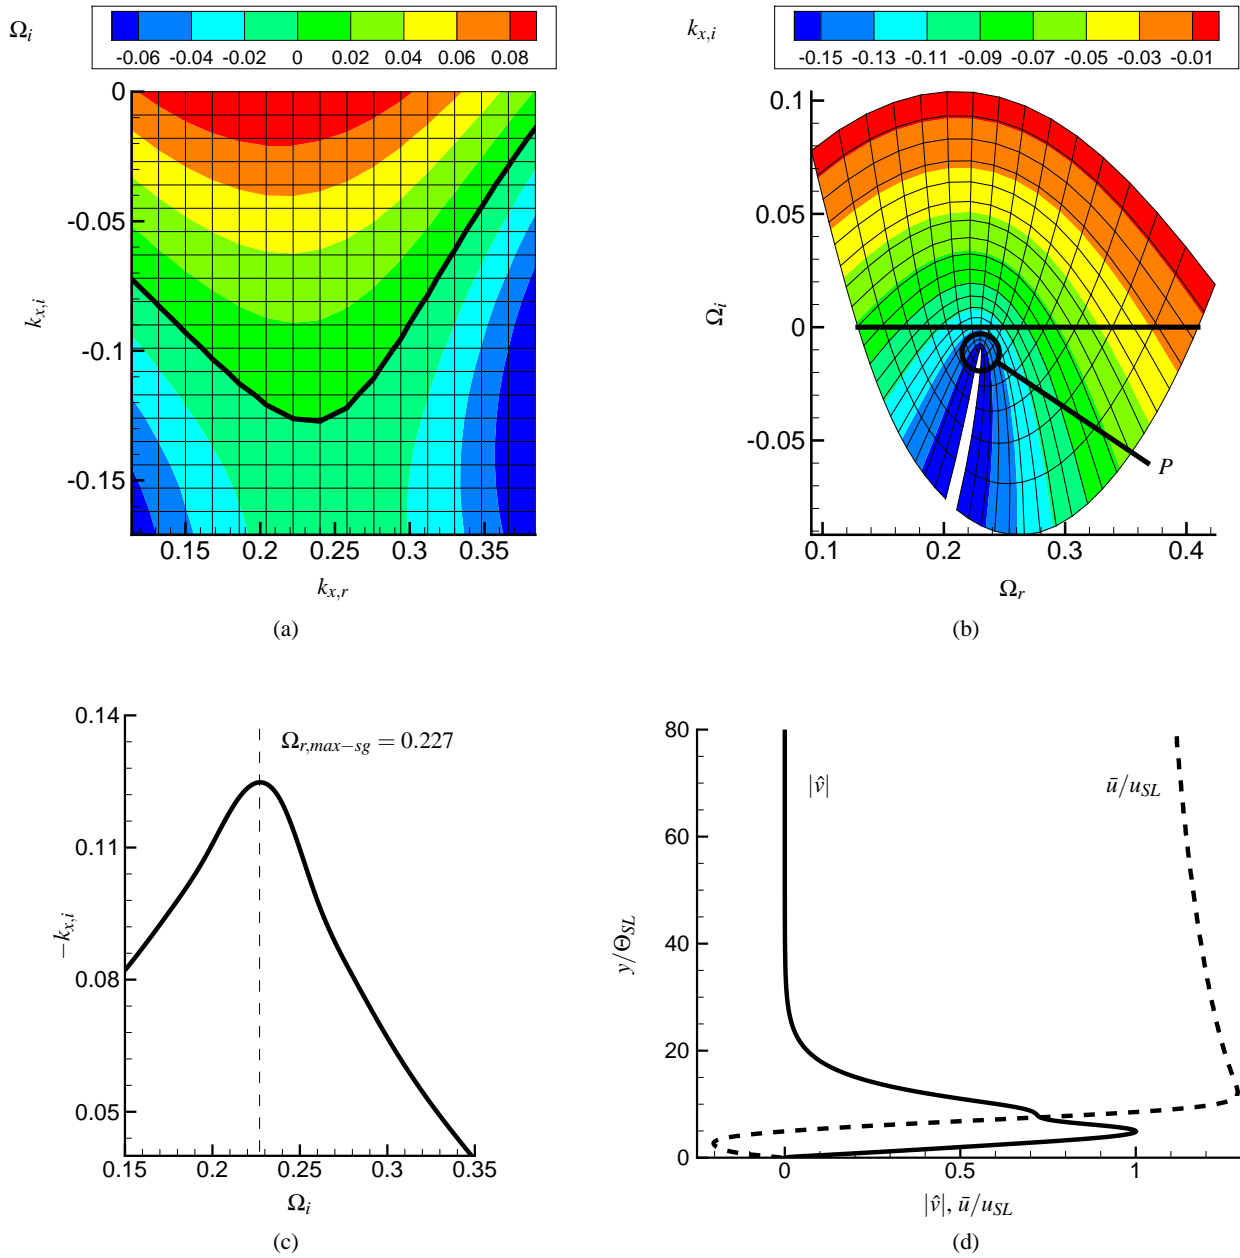 Ω_i
-0.06 -0.04 -0.02 0 0.02 0.04 0.06 0.08
0
-0.05
-0.1
-0.15
k_{x,i}
0.15 0.2 0.25 0.3 0.35
k_{x,r}
(a)
k_{x,i}
-0.15 -0.13 -0.11 -0.09 -0.07 -0.05 -0.03 -0.01
0.1
0.05
0
-0.05
Ω_i
P
0.1 0.2 0.3 0.4
Ω_r
(b)
0.14
0.11
0.08
0.05
-k_{x,i}
Ω_{r,max-sg} = 0.227
0.15 0.2 0.25 0.3 0.35
Ω_i
(c)
80
60
40
20
0
y/Θ_{SL}
|v̂|
ū/u_{SL}
0 0.5 1
|v̂|, ū/u_{SL}
(d)